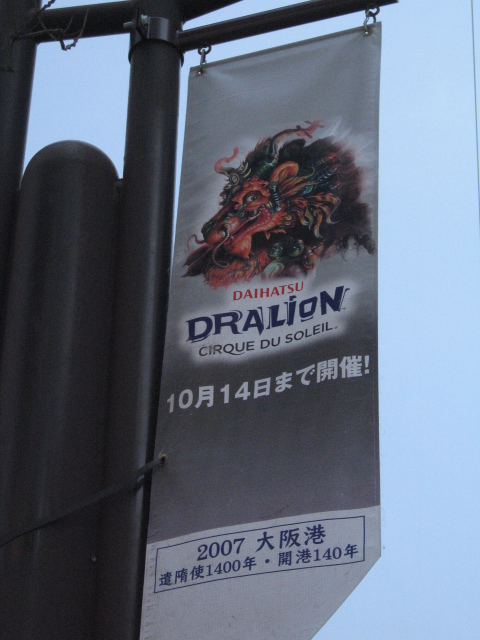 DAIHATSU
DRALION
CIRQUE DU SOLEIL
10月14日まで開催!
2007 大阪港
遣隋使1400年・開港140年